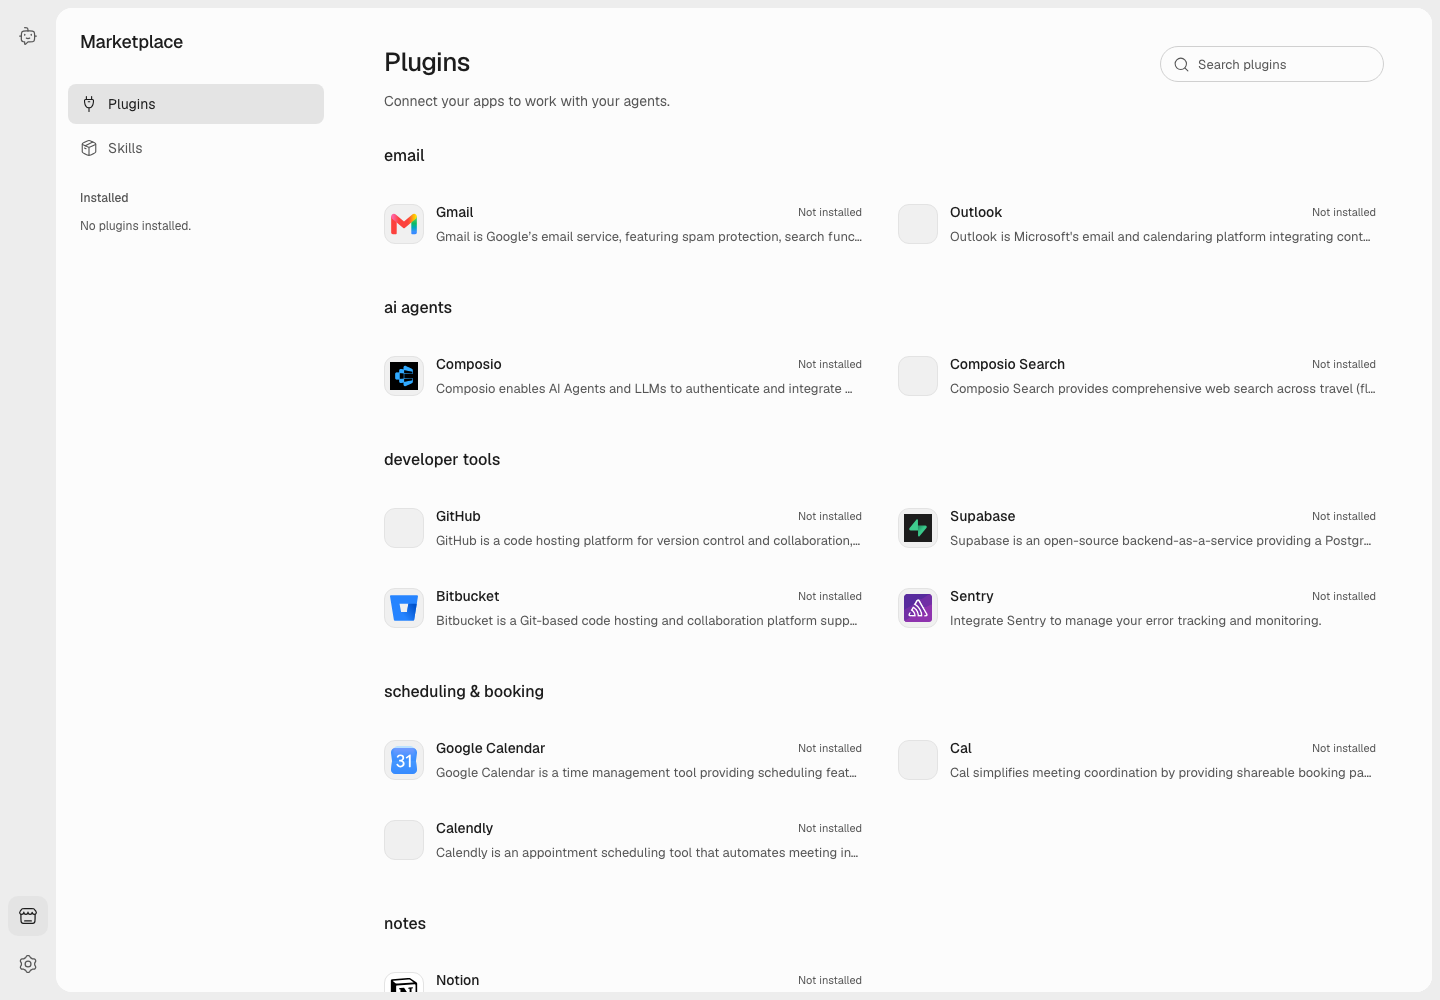 Marketplace
Plugins
Skills
Installed
No plugins installed.
Plugins
Search plugins
Connect your apps to work with your agents.
email
Gmail
Not installed
Gmail is Google's email service, featuring spam protection, search func...
Outlook
Not installed
Outlook is Microsoft's email and calendaring platform integrating cont...
ai agents
Composio
Not installed
Composio enables AI Agents and LLMs to authenticate and integrate ...
Composio Search
Not installed
Composio Search provides comprehensive web search across travel (fl...
developer tools
GitHub
Not installed
GitHub is a code hosting platform for version control and collaboration,...
Supabase
Not installed
Supabase is an open-source backend-as-a-service providing a Postgr...
Bitbucket
Not installed
Bitbucket is a Git-based code hosting and collaboration platform supp...
Sentry
Not installed
Integrate Sentry to manage your error tracking and monitoring.
scheduling & booking
31
Google Calendar
Not installed
Google Calendar is a time management tool providing scheduling feat...
Cal
Not installed
Cal simplifies meeting coordination by providing shareable booking pa...
Calendly
Not installed
Calendly is an appointment scheduling tool that automates meeting in...
notes
Notion
Not installed